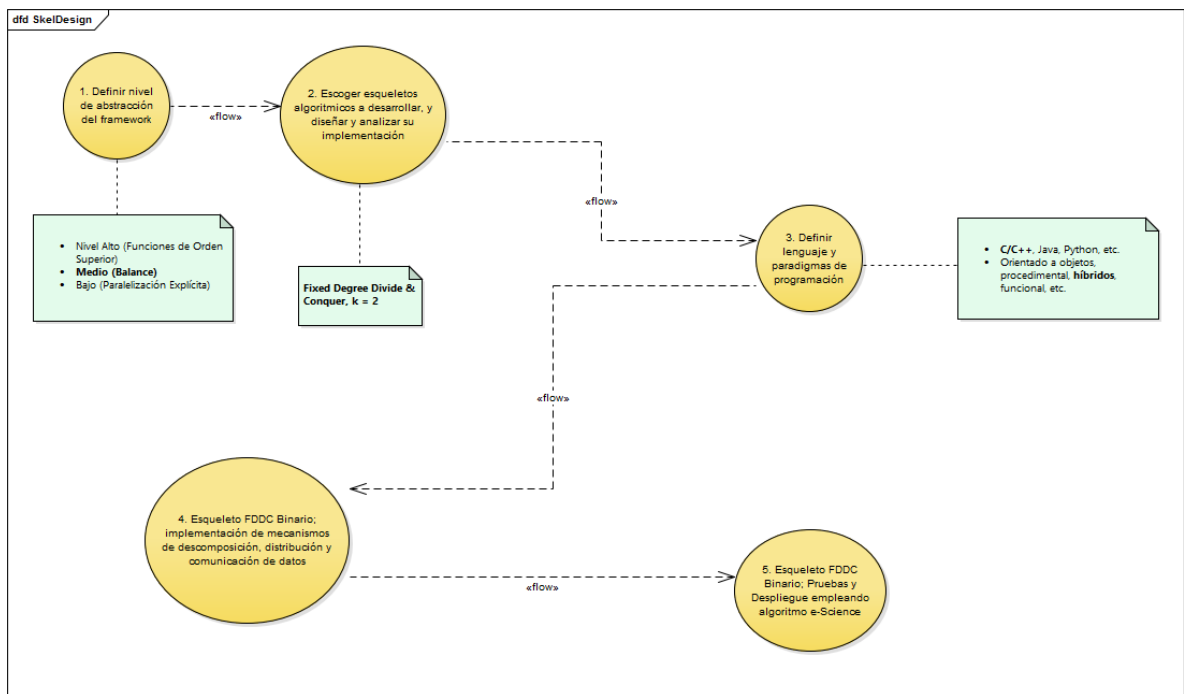 dfd SkelDesign
1. Definir nivel
de abstracción
del framework
«flow»
2. Escoger esqueletos
algoritmicos a desarrollar, y
diseñar y analizar su
implementación
«flow»
3. Definir
lenguaje y
paradigmas de
programación
• Nivel Alto (Funciones de Orden
Superior)
• Medio (Balance)
• Bajo (Paralelización Explícita)
Fixed Degree Divide &
Conquer, k = 2
• C/C++, Java, Python, etc.
• Orientado a objetos,
procedimental, híbridos,
funcional, etc.
«flow»
4. Esqueleto FDDC Binario;
implementación de mecanismos
de descomposición, distribución y
comunicación de datos
«flow»
5. Esqueleto FDDC
Binario; Pruebas y
Despliegue empleando
algoritmo e-Science